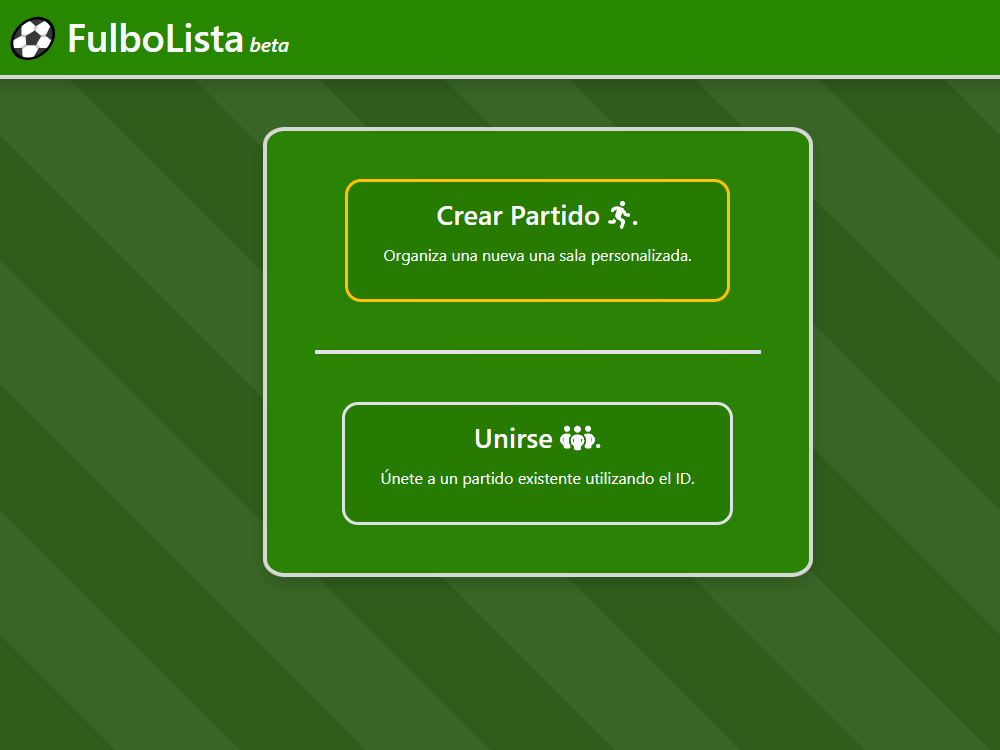 FulboLista beta
Crear Partido .
Organiza una nueva una sala personalizada.
Unirse .
Únete a un partido existente utilizando el ID.